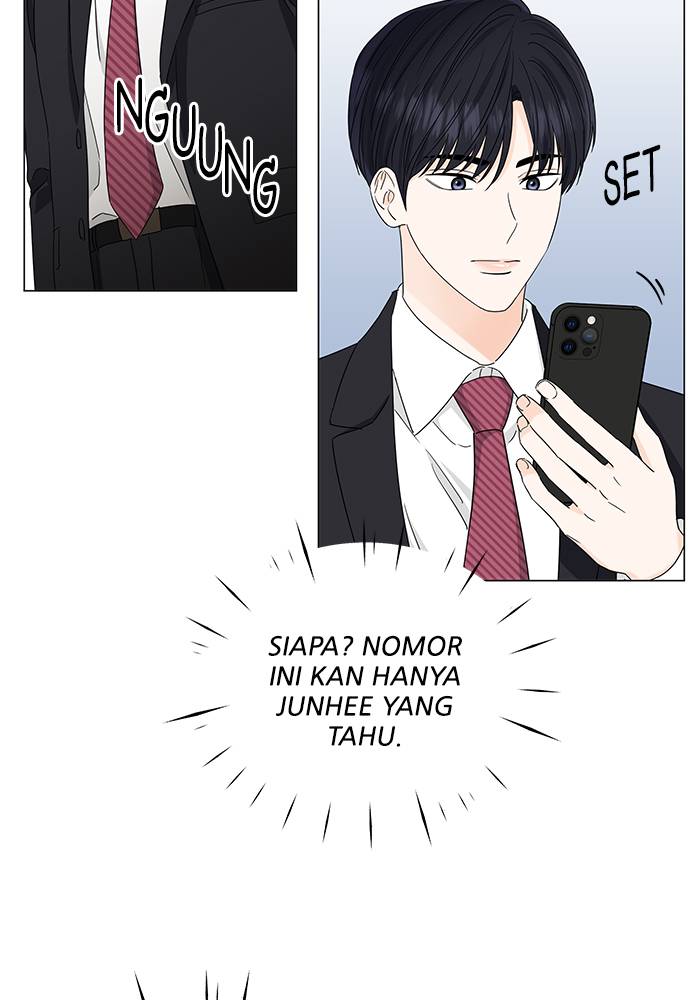 NGUUNG
SET
SIAPA? NOMOR
INI KAN HANYA
JUNHEE YANG
TAHU.